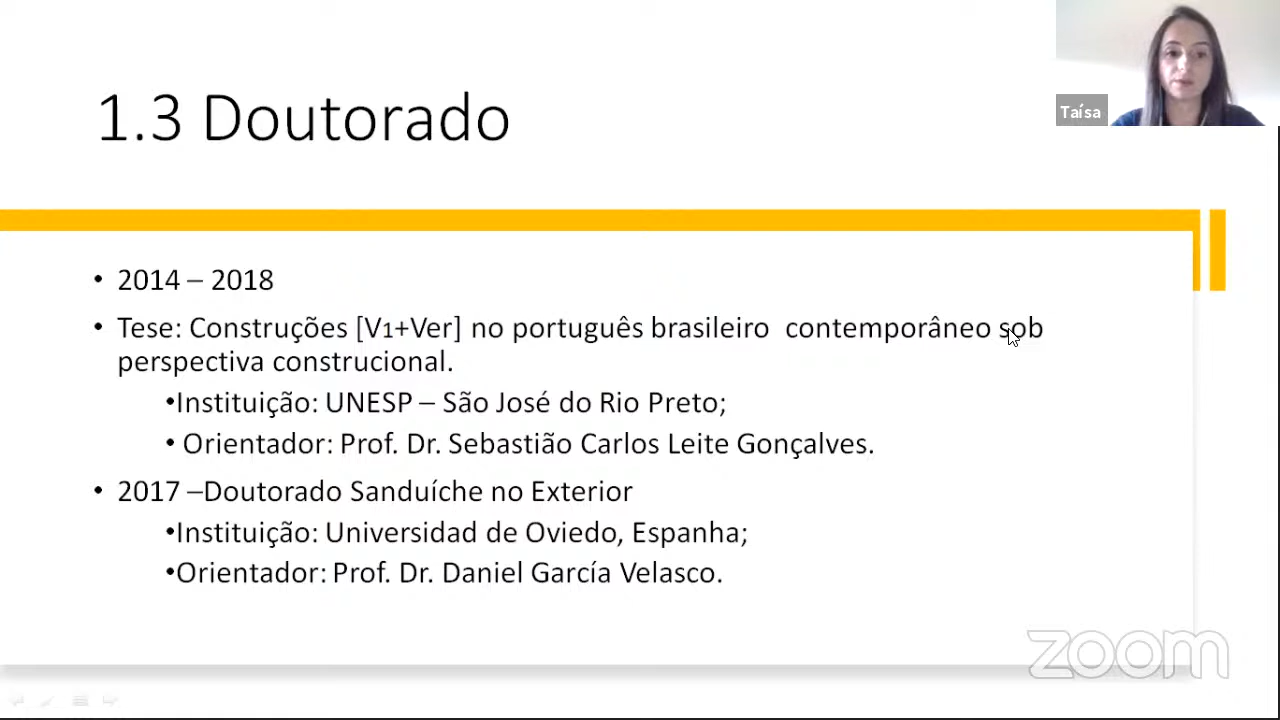 1.3 Doutorado
Taísa
• 2014 – 2018
• Tese: Construções [V1+Ver] no português brasileiro  contemporâneo sob
perspectiva construcional.
•Instituição: UNESP – São José do Rio Preto;
• Orientador: Prof. Dr. Sebastião Carlos Leite Gonçalves.
• 2017 –Doutorado Sanduíche no Exterior
•Instituição: Universidad de Oviedo, Espanha;
•Orientador: Prof. Dr. Daniel García Velasco.
zoom